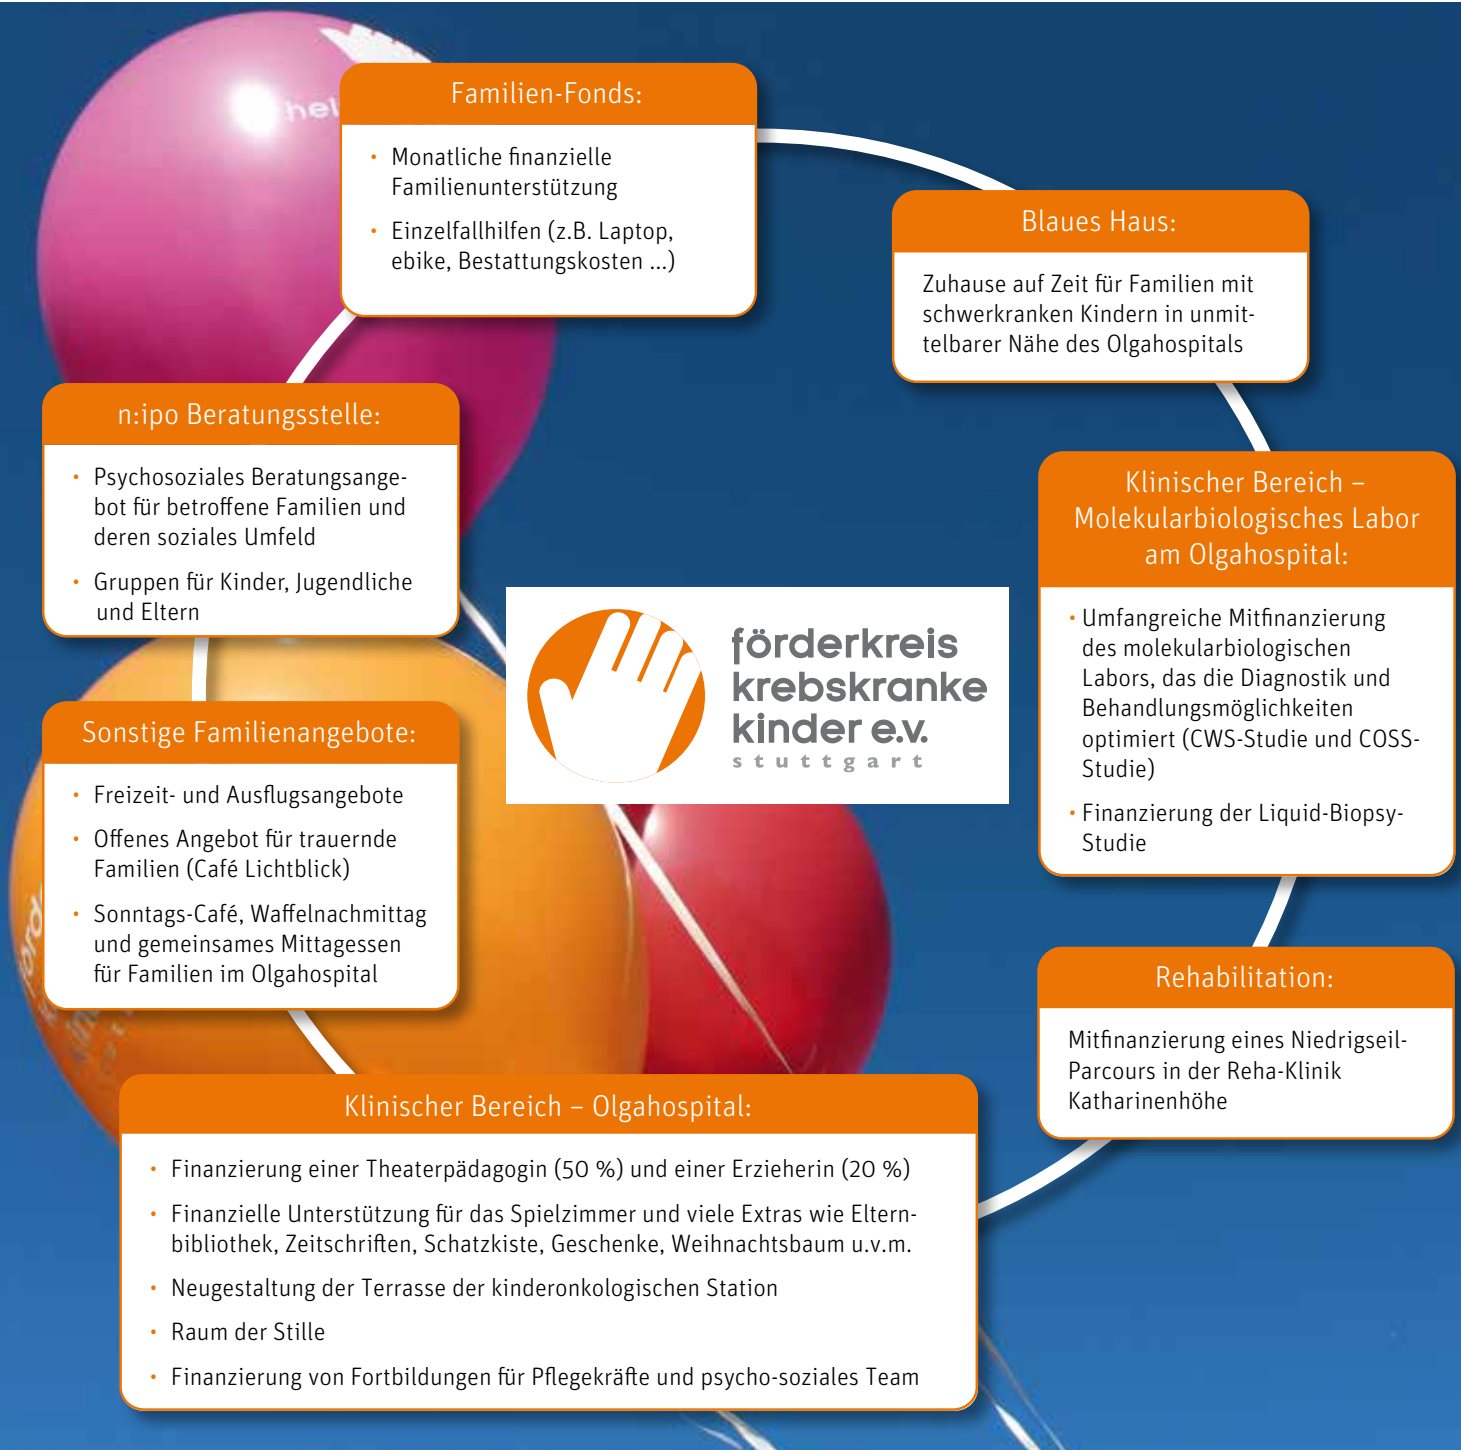 Familien-Fonds:
• Monatliche finanzielle
Familienunterstützung
• Einzelfallhilfen (z.B. Laptop,
ebike, Bestattungskosten ...)
Blaues Haus:
Zuhause auf Zeit für Familien mit
schwerkranken Kindern in unmit-
telbarer Nähe des Olgahospitals
n:ipo Beratungsstelle:
• Psychosoziales Beratungsange-
bot für betroffene Familien und
deren soziales Umfeld
• Gruppen für Kinder, Jugendliche
und Eltern
Klinischer Bereich –
Molekularbiologisches Labor
am Olgahospital:
• Umfangreiche Mitfinanzierung
des molekularbiologischen
Labors, das die Diagnostik und
Behandlungsmöglichkeiten
optimiert (CWS-Studie und COSS-
Studie)
• Finanzierung der Liquid-Biopsy-
Studie
förderkreis
krebskranke
kinder e.v.
stuttgart
Sonstige Familienangebote:
• Freizeit- und Ausflugsangebote
• Offenes Angebot für trauernde
Familien (Café Lichtblick)
• Sonntags-Café, Waffelnachmittag
und gemeinsames Mittagessen
für Familien im Olgahospital
Rehabilitation:
Mitfinanzierung eines Niedrigseil-
Parcours in der Reha-Klinik
Katharinenhöhe
Klinischer Bereich – Olgahospital:
• Finanzierung einer Theaterpädagogin (50 %) und einer Erzieherin (20 %)
• Finanzielle Unterstützung für das Spielzimmer und viele Extras wie Eltern-
bibliothek, Zeitschriften, Schatzkiste, Geschenke, Weihnachtsbaum u.v.m.
• Neugestaltung der Terrasse der kinderonkologischen Station
• Raum der Stille
• Finanzierung von Fortbildungen für Pflegekräfte und psycho-soziales Team